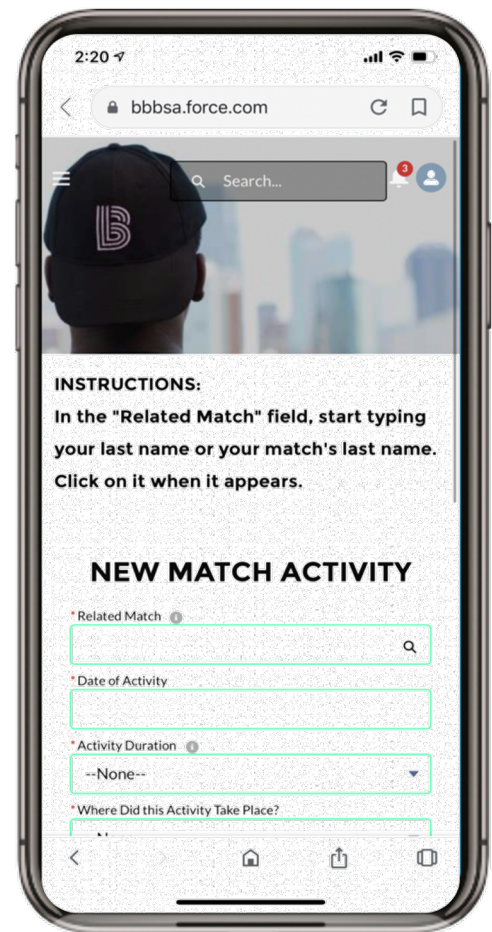 2:20
bbbsa.force.com
Search...
3
B
INSTRUCTIONS:
In the "Related Match" field, start typing
your last name or your match's last name.
Click on it when it appears.
NEW MATCH ACTIVITY
*Related Match i
*Date of Activity
*Activity Duration i
--None--
*Where Did this Activity Take Place?